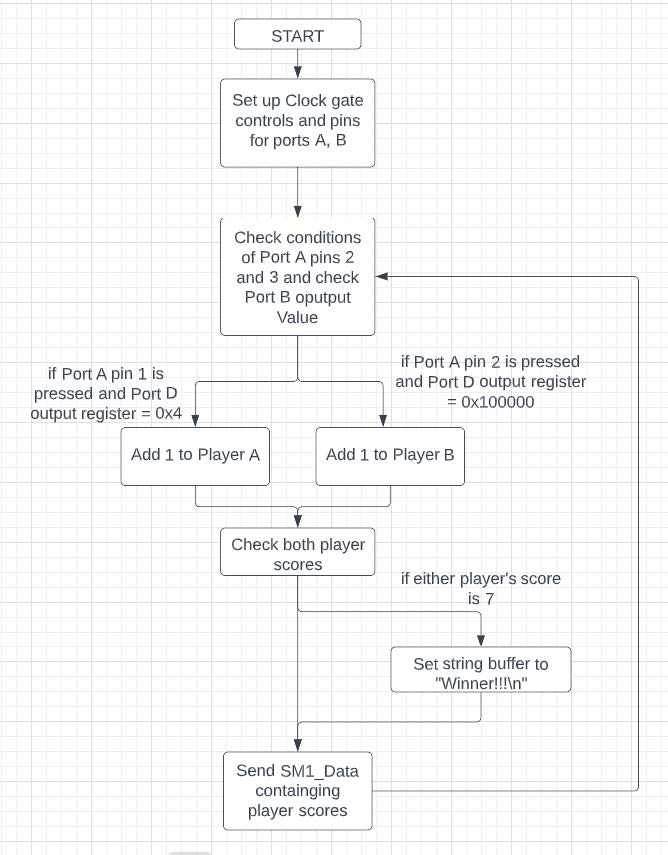 START
Set up Clock gate
controls and pins
for ports A, B
Check conditions
of Port A pins 2
and 3 and check
Port B oputput
Value
if Port A pin 1 is
pressed and Port D
output register = 0x4
if Port A pin 2 is pressed
and Port D output register
= 0x100000
Add 1 to Player A
Add 1 to Player B
Check both player
scores
if either player's score
is 7
Set string buffer to
"Winner!!!\n"
Send SM1_Data
containging
player scores